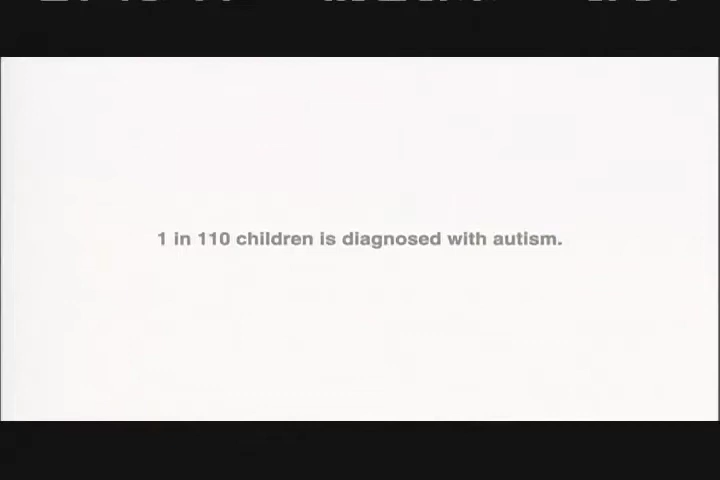 1 in 110 children is diagnosed with autism.